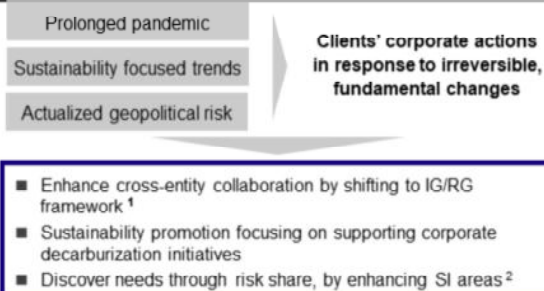 Prolonged pandemic
Sustainability focused trends
Actualized geopolitical risk
Clients' corporate actions
in response to irreversible,
fundamental changes
■ Enhance cross-entity collaboration by shifting to IG/RG
framework 1
■ Sustainability promotion focusing on supporting corporate
decarburization initiatives
■ Discover needs through risk share, by enhancing SI areas 2